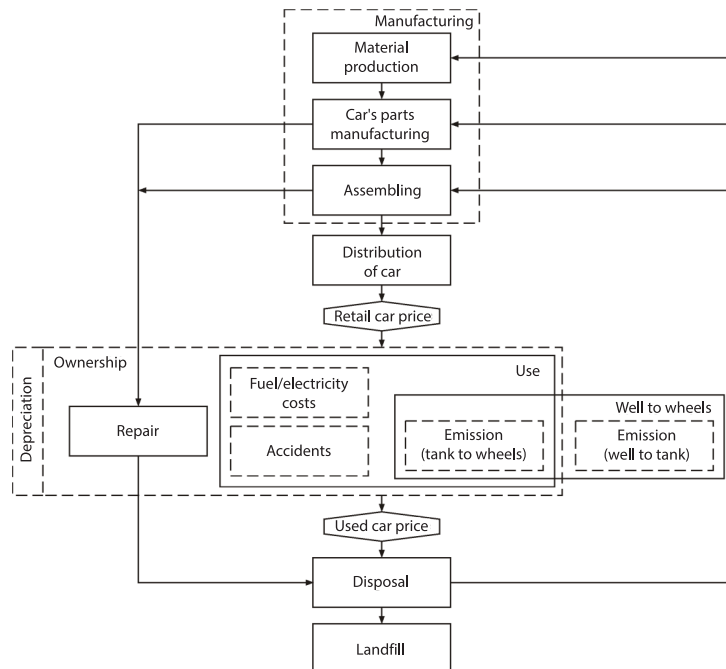 Manufacturing
Material
production
Car's parts
manufacturing
Assembling
Distribution
of car
Retail car price
Depreciation
Ownership
Use
Fuel/electricity
costs
Well to wheels
Repair
Accidents
Emission
(tank to wheels)
Emission
(well to tank)
Used car price
Disposal
Landfill